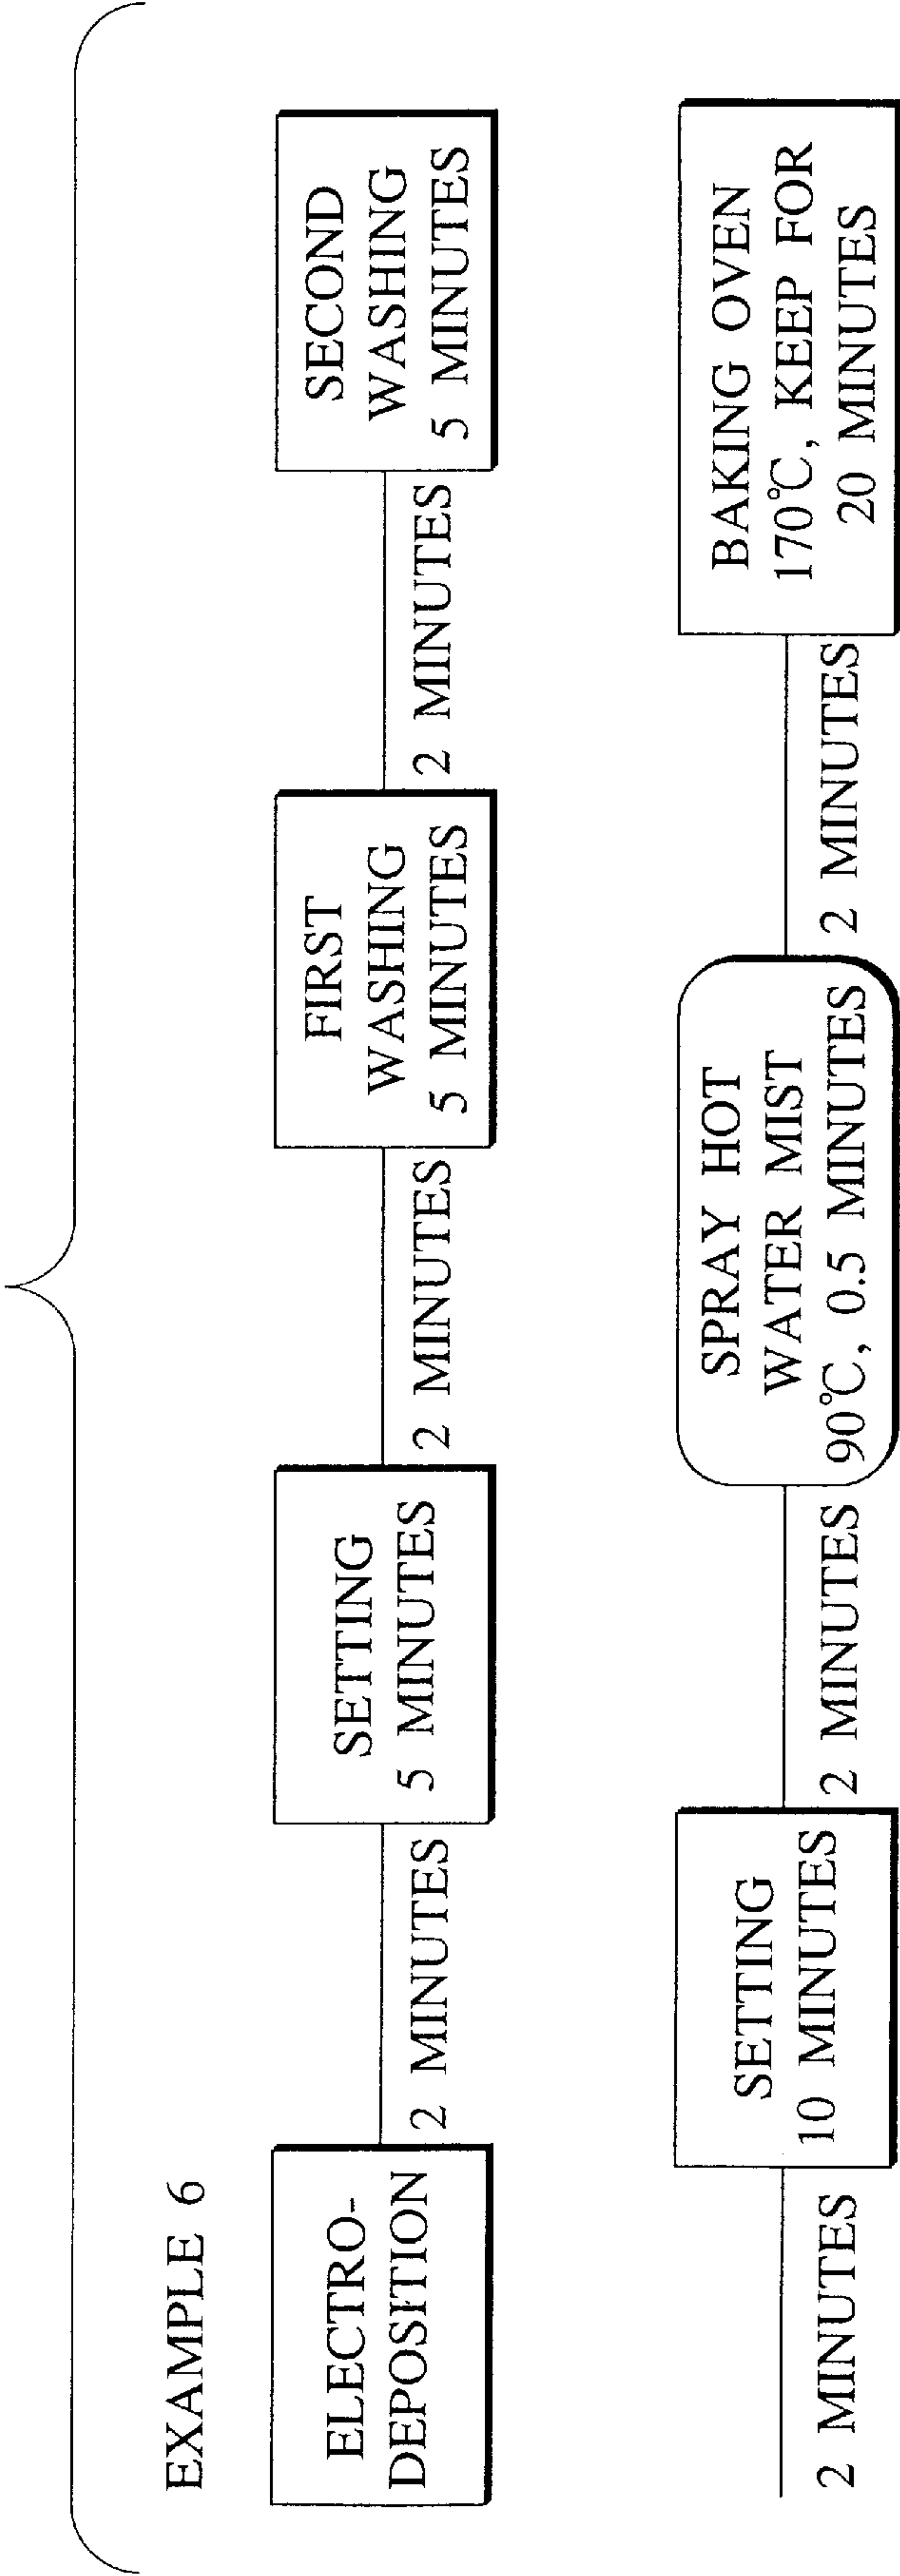 EXAMPLE 6
ELECTRO-
DEPOSITION
2 MINUTES
SETTING
5 MINUTES
2 MINUTES
FIRST
WASHING
5 MINUTES
2 MINUTES
SECOND
WASHING
5 MINUTES
2 MINUTES
SETTING
10 MINUTES
2 MINUTES
SPRAY HOT
WATER MIST
90℃, 0.5 MINUTES
2 MINUTES
BAKING OVEN
170℃, KEEP FOR
20 MINUTES